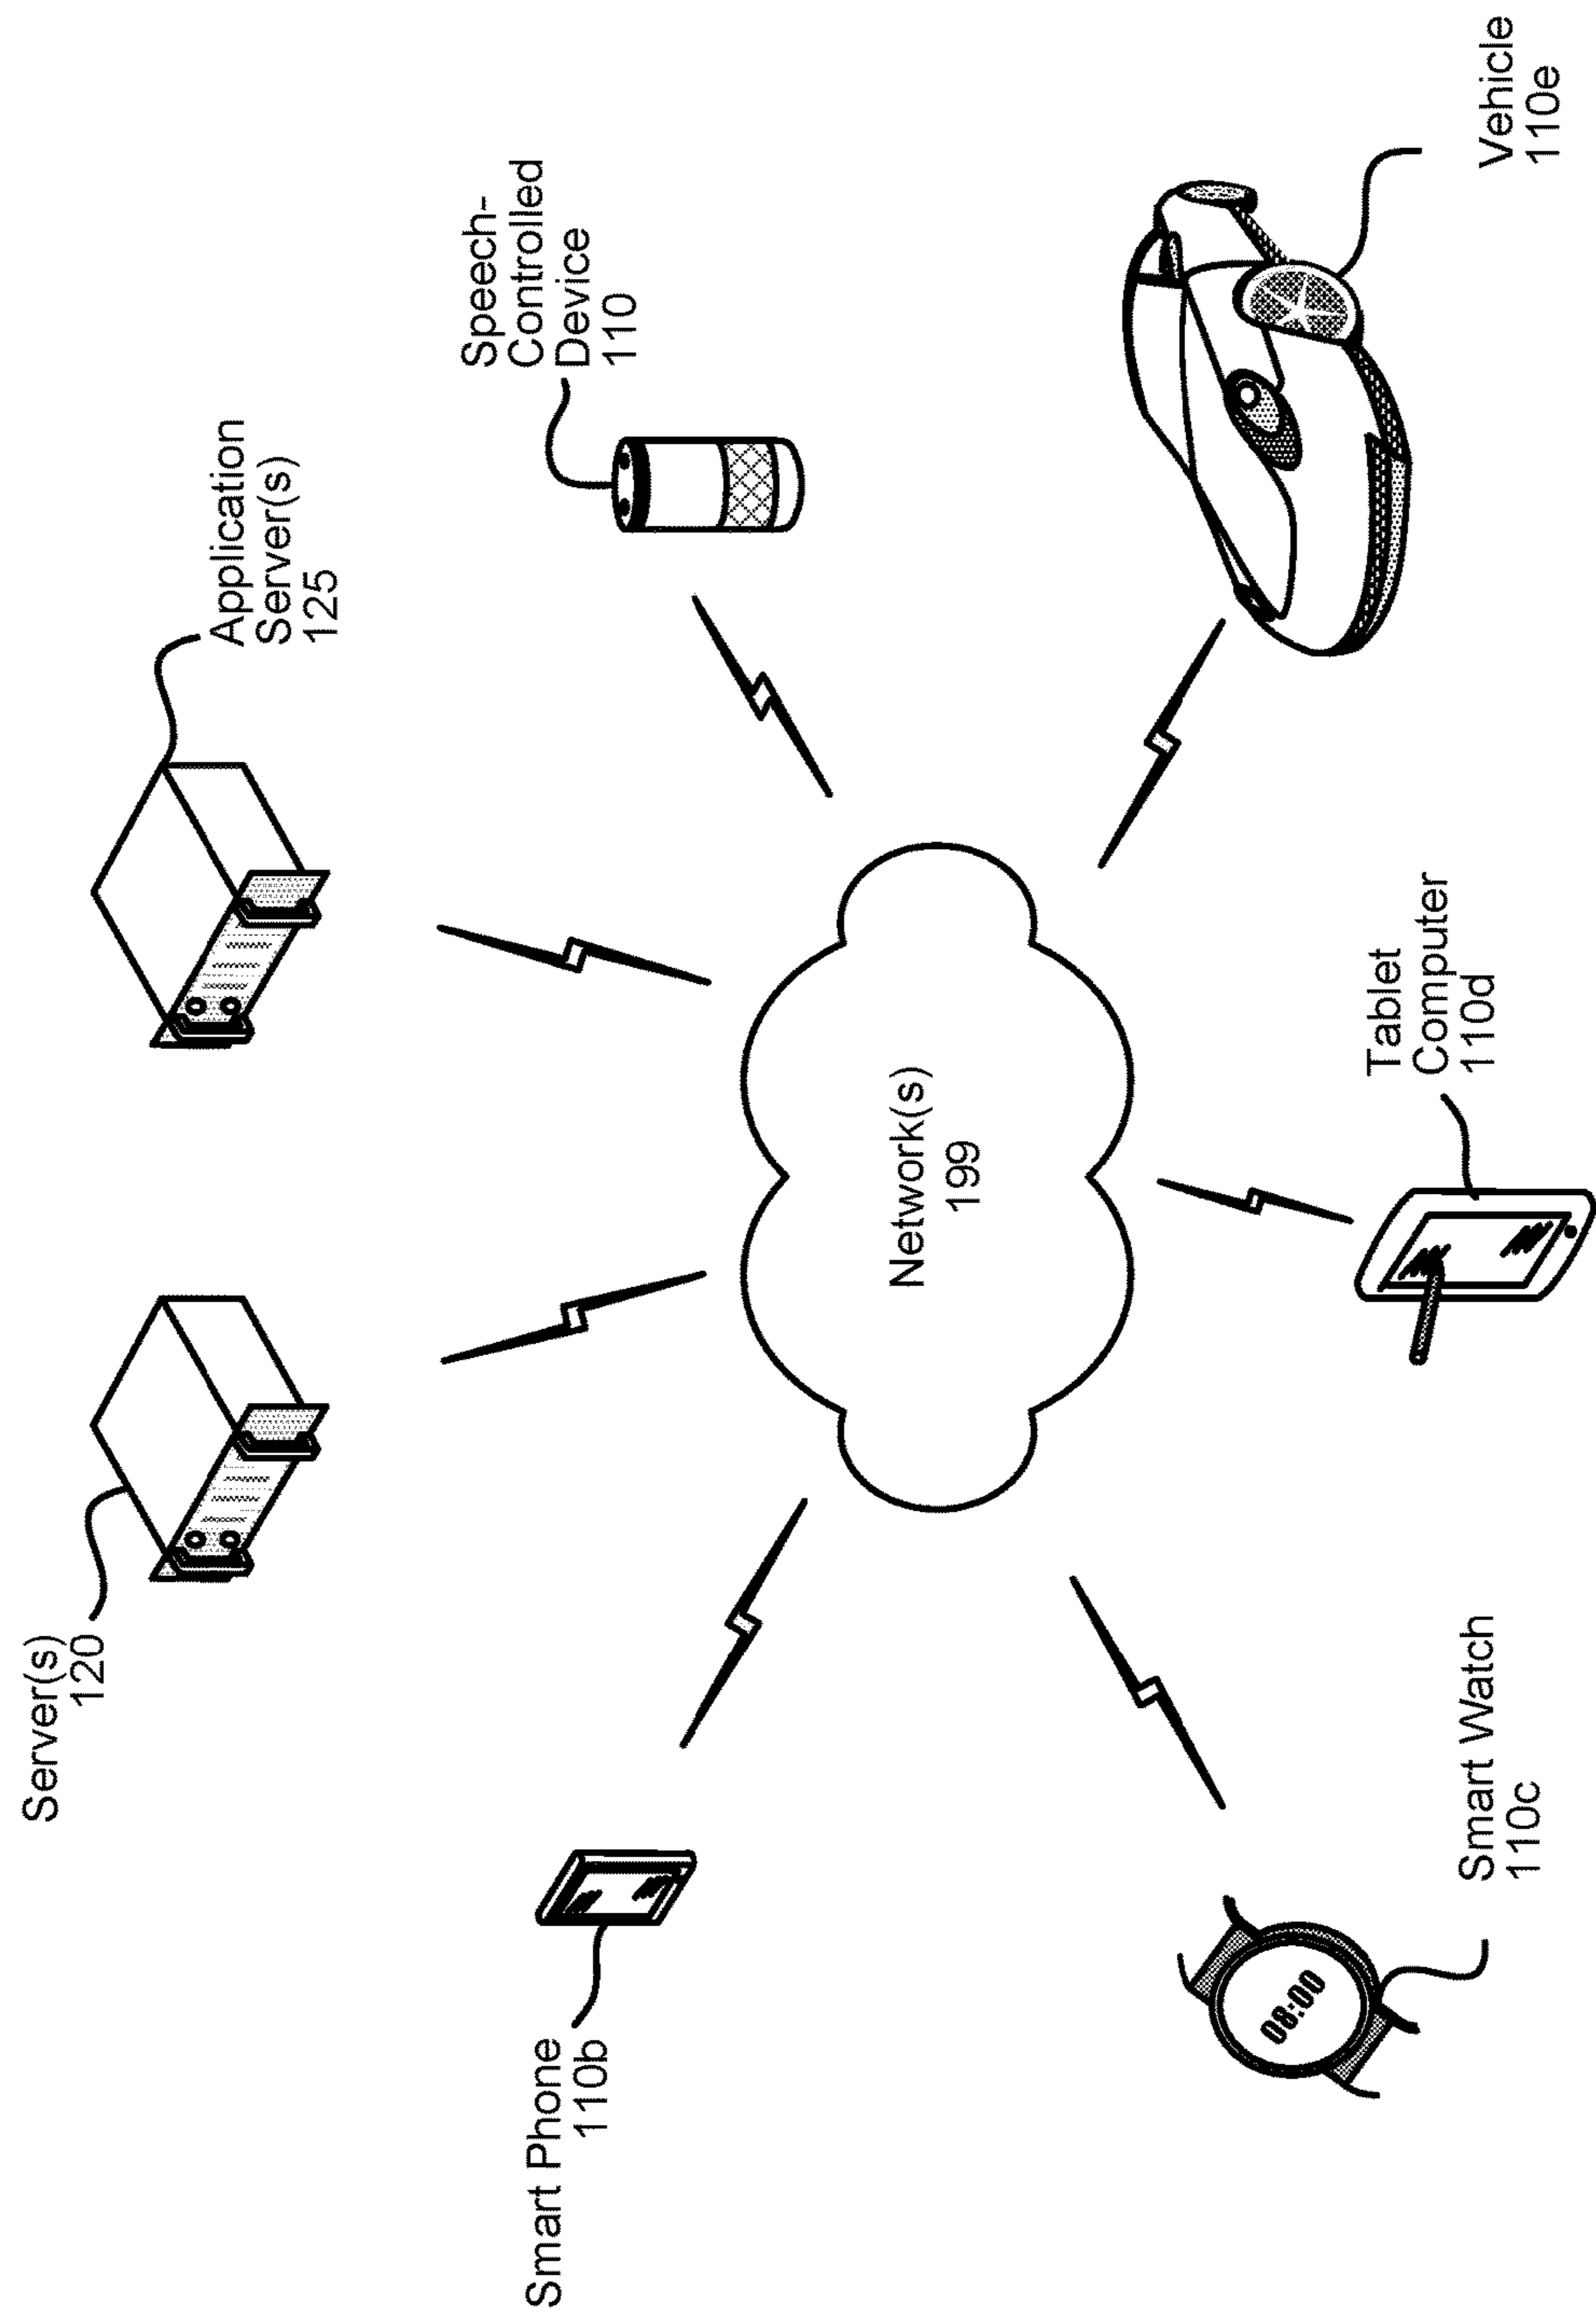 Server(s)
120
Application
Server(s)
125
Smart Phone
110b
Speech-
Controlled
Device
110
Network(s)
199
08:00
Smart Watch
110c
Tablet
Computer
110d
Vehicle
110e